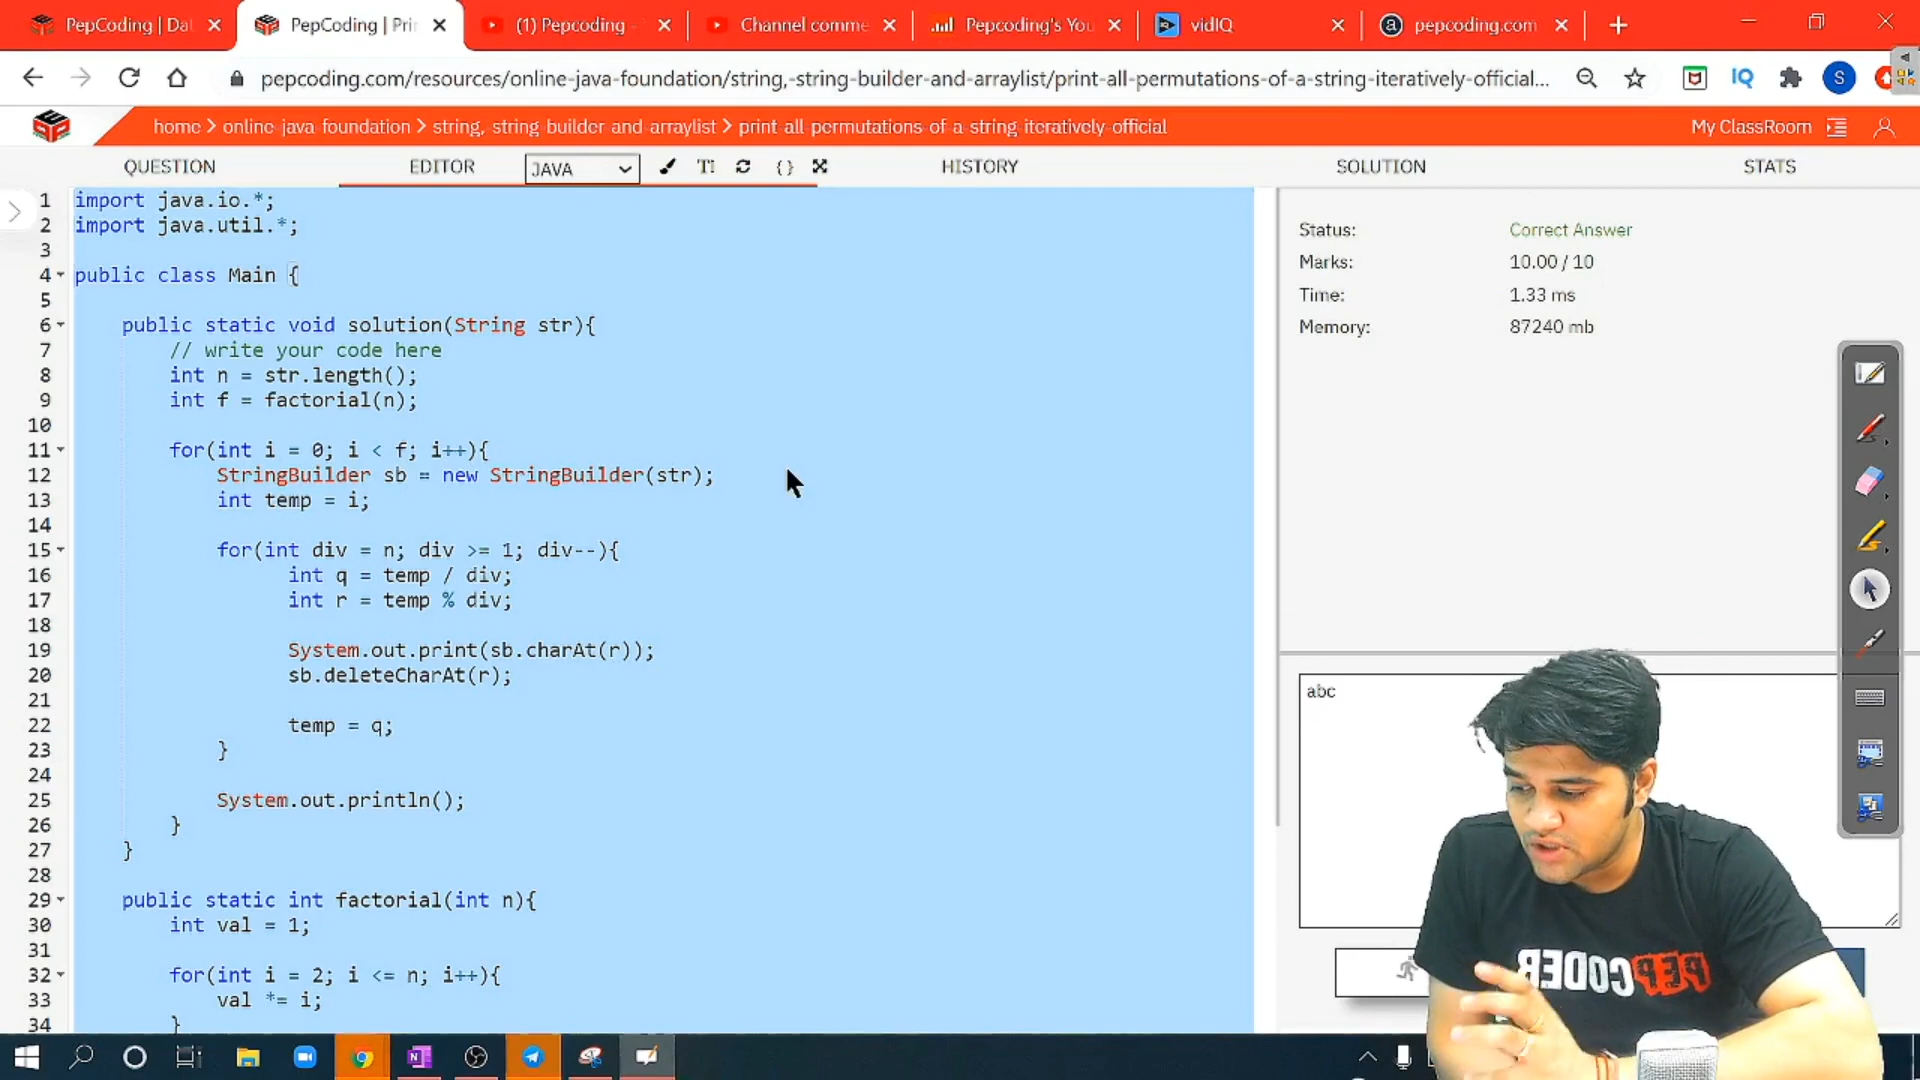 PepCoding | Dat
PepCoding | Prin
(1) Pepcoding -
Channel comme
Pepcoding's You
vidIQ
pepcoding.com
pepcoding.com/resources/online-java-foundation/string,-string-builder-and-arraylist/print-all-permutations-of-a-string-iteratively-official...
IQ
S
home > online java foundation > string, string builder and arraylist > print all permutations of a string iteratively-official
My ClassRoom
QUESTION
EDITOR
JAVA
HISTORY
SOLUTION
STATS
1 import java.io.*;
2 import java.util.*;
3
4 public class Main {
5
6 public static void solution(String str){
7 // write your code here
8 int n = str.length();
9 int f = factorial(n);
10
11 for(int i = 0; i < f; i++){
12 StringBuilder sb = new StringBuilder(str);
13 int temp = i;
14
15 for(int div = n; div >= 1; div--){
16 int q = temp / div;
17 int r = temp % div;
18
19 System.out.print(sb.charAt(r));
20 sb.deleteCharAt(r);
21
22 temp = q;
23 }
24
25 System.out.println();
26 }
27 }
28
29 public static int factorial(int n){
30 int val = 1;
31
32 for(int i = 2; i <= n; i++){
33 val *= i;
34 }
Status: Correct Answer
Marks: 10.00 / 10
Time: 1.33 ms
Memory: 87240 mb
abc
PEPCODER